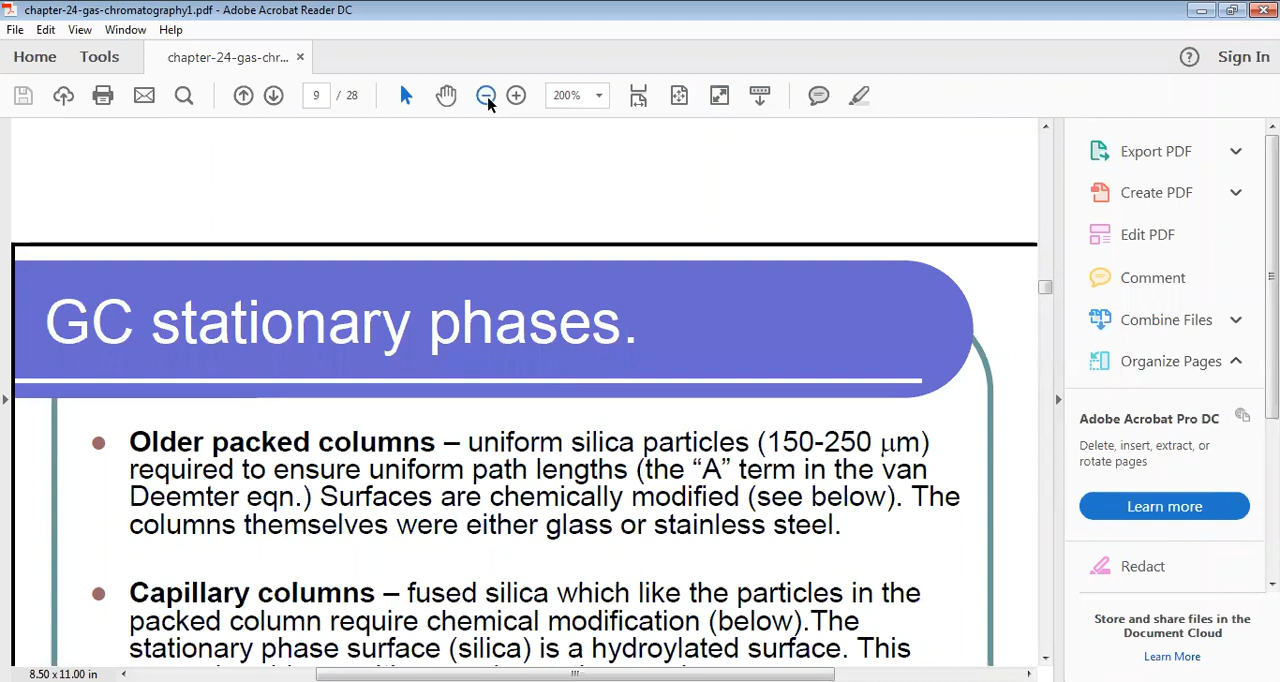 chapter-24-gas-chromatography1.pdf - Adobe Acrobat Reader DC
File Edit View Window Help
Home Tools chapter-24-gas-chr... × Sign In
9 / 28 200%
GC stationary phases.
Older packed columns – uniform silica particles (150-250 μm)
required to ensure uniform path lengths (the “A” term in the van
Deemter eqn.) Surfaces are chemically modified (see below). The
columns themselves were either glass or stainless steel.
Capillary columns – fused silica which like the particles in the
packed column require chemical modification (below).The
stationary phase surface (silica) is a hydroylated surface. This
8.50 x 11.00 in
Export PDF
Create PDF
Edit PDF
Comment
Combine Files
Organize Pages
Adobe Acrobat Pro DC
Delete, insert, extract, or
rotate pages
Learn more
Redact
Store and share files in the
Document Cloud
Learn More